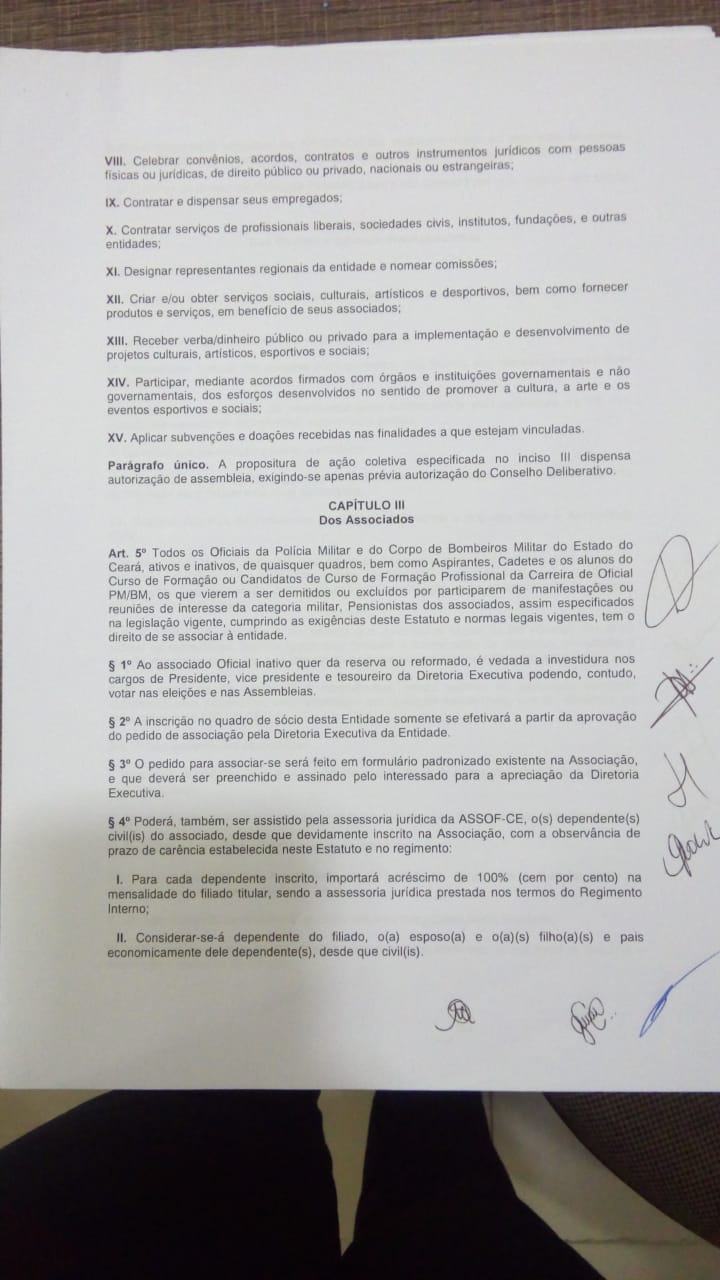 VIII. Celebrar convênios, acordos, contratos e outros instrumentos jurídicos com pessoas
físicas ou jurídicas, de direito público ou privado, nacionais ou estrangeiras;
IX. Contratar e dispensar seus empregados;
X. Contratar serviços de profissionais liberais, sociedades civis, institutos, fundações, e outras
entidades;
XI. Designar representantes regionais da entidade e nomear comissões;
XII. Criar e/ou obter serviços sociais, culturais, artísticos e desportivos, bem como fornecer
produtos e serviços, em benefício de seus associados;
XIII. Receber verba/dinheiro público ou privado para a implementação e desenvolvimento de
projetos culturais, artísticos, esportivos e sociais;
XIV. Participar, mediante acordos firmados com órgãos e instituições governamentais e não
governamentais, dos esforços desenvolvidos no sentido de promover a cultura, a arte e os
eventos esportivos e sociais;
XV. Aplicar subvenções e doações recebidas nas finalidades a que estejam vinculadas.
Parágrafo único. A propositura de ação coletiva especificada no inciso III dispensa
autorização de assembleia, exigindo-se apenas prévia autorização do Conselho Deliberativo.
CAPÍTULO III
Dos Associados
Art. 5º Todos os Oficiais da Polícia Militar e do Corpo de Bombeiros Militar do Estado do
Ceará, ativos e inativos, de quaisquer quadros, bem como Aspirantes, Cadetes e os alunos do
Curso de Formação ou Candidatos de Curso de Formação Profissional da Carreira de Oficial
PM/BM, os que vierem a ser demitidos ou excluídos por participarem de manifestações ou
reuniões de interesse da categoria militar, Pensionistas dos associados, assim especificados
na legislação vigente, cumprindo as exigências deste Estatuto e normas legais vigentes, tem o
direito de se associar à entidade.
§ 1º Ao associado Oficial inativo quer da reserva ou reformado, é vedada a investidura nos
cargos de Presidente, vice presidente e tesoureiro da Diretoria Executiva podendo, contudo,
votar nas eleições e nas Assembleias.
§ 2º A inscrição no quadro de sócio desta Entidade somente se efetivará a partir da aprovação
do pedido de associação pela Diretoria Executiva da Entidade.
§ 3º O pedido para associar-se será feito em formulário padronizado existente na Associação,
e que deverá ser preenchido e assinado pelo interessado para a apreciação da Diretoria
Executiva.
§ 4º Poderá, também, ser assistido pela assessoria jurídica da ASSOF-CE, o(s) dependente(s)
civil(is) do associado, desde que devidamente inscrito na Associação, com a observância de
prazo de carência estabelecida neste Estatuto e no regimento:
I. Para cada dependente inscrito, importará acréscimo de 100% (cem por cento) na
mensalidade do filiado titular, sendo a assessoria jurídica prestada nos termos do Regimento
Interno;
II. Considerar-se-á dependente do filiado, o(a) esposo(a) e o(a)(s) filho(a)(s) e pais
economicamente dele dependente(s), desde que civil(is).